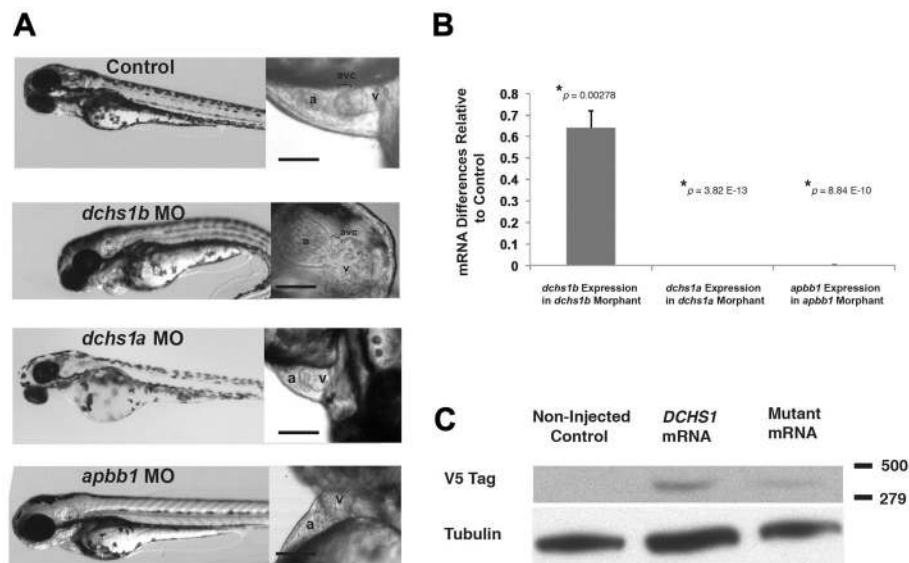 A
Control
avc
a
v
dchs1b MO
a
avc
v
dchs1a MO
a
v
apbb1 MO
v
a
B
mRNA Differences Relative
to Control
0.8
0.7
0.6
0.5
0.4
0.3
0.2
0.1
0
* p = 0.00278
* p = 3.82 E-13
* p = 8.84 E-10
dchs1b Expression
in dchs1b Morphant
dchs1a Expression
in dchs1a Morphant
apbb1 Expression
in apbb1 Morphant
C
Non-Injected
Control
DCHS1
mRNA
Mutant
mRNA
V5 Tag
500
279
Tubulin